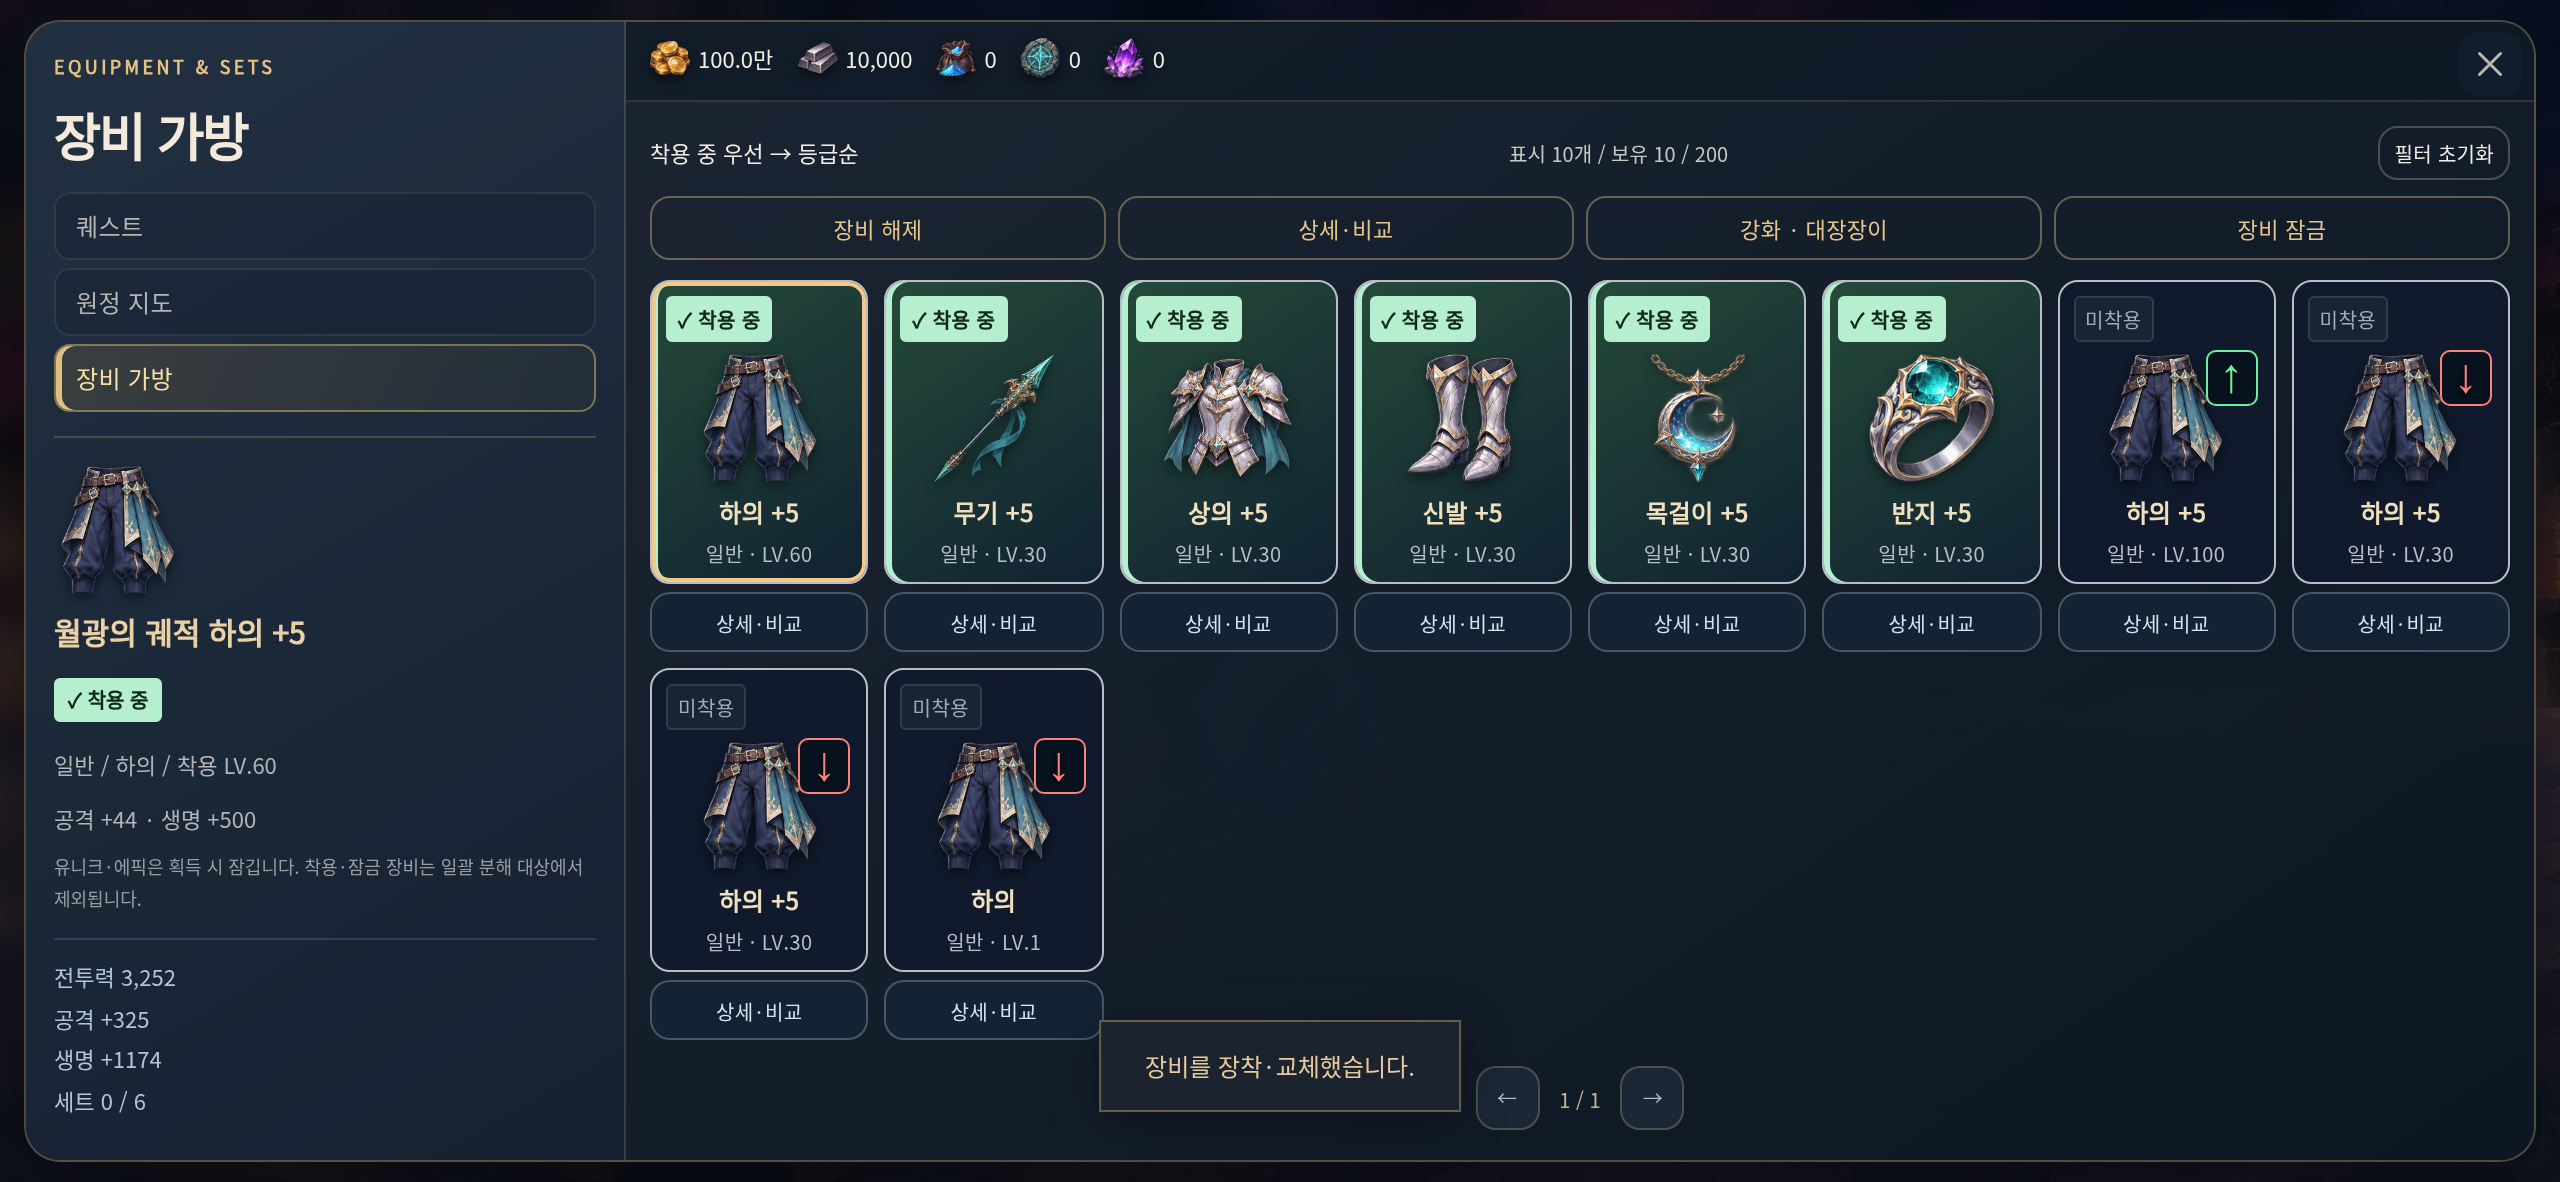 EQUIPMENT & SETS
장비 가방
퀘스트
원정 지도
장비 가방
월광의 궤적 하의 +5
✓ 착용 중
일반 / 하의 / 착용 LV.60
공격 +44 · 생명 +500
유니크·에픽은 획득 시 잠깁니다. 착용·잠금 장비는 일괄 분해 대상에서
제외됩니다.
전투력 3,252
공격 +325
생명 +1174
세트 0 / 6
100.0만 10,000 0 0 0
착용 중 우선 → 등급순 표시 10개 / 보유 10 / 200 필터 초기화
장비 해제 상세·비교 강화 · 대장장이 장비 잠금
✓ 착용 중 ✓ 착용 중 ✓ 착용 중 ✓ 착용 중 ✓ 착용 중 ✓ 착용 중 미착용 미착용
↑ ↓
하의 +5 무기 +5 상의 +5 신발 +5 목걸이 +5 반지 +5 하의 +5 하의 +5
일반 · LV.60 일반 · LV.30 일반 · LV.30 일반 · LV.30 일반 · LV.30 일반 · LV.30 일반 · LV.100 일반 · LV.30
상세·비교 상세·비교 상세·비교 상세·비교 상세·비교 상세·비교 상세·비교 상세·비교
미착용 미착용
↓ ↓
하의 +5 하의
일반 · LV.30 일반 · LV.1
상세·비교 상세·비교
장비를 장착·교체했습니다.
← 1 / 1 →